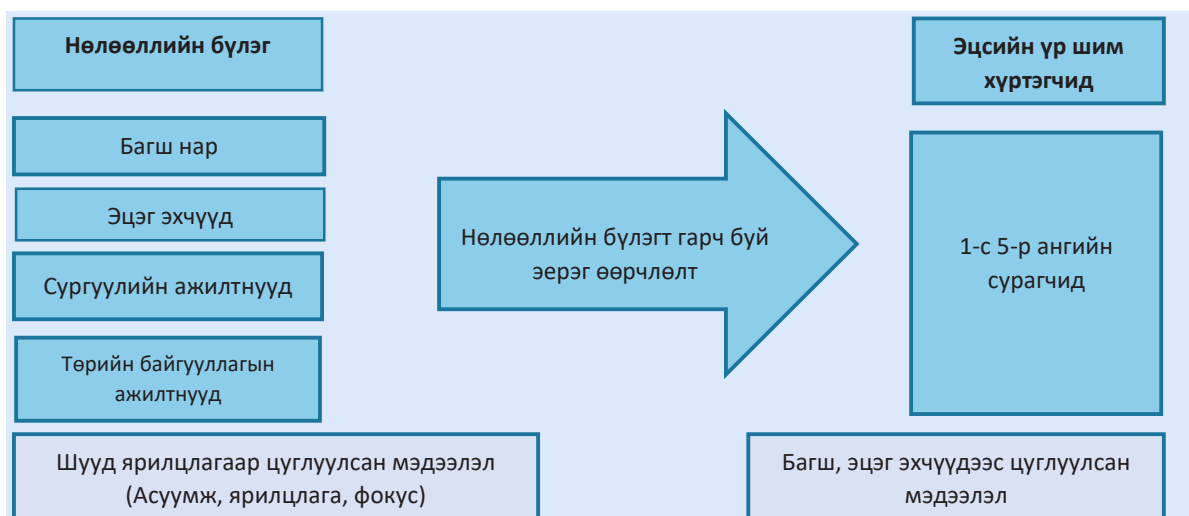 Нөлөөллийн бүлэг
Багш нар
Эцэг эхчүүд
Сургуулийн ажилтнууд
Төрийн байгууллагын
ажилтнууд
Шууд ярилцлагаар цуглуулсан мэдээлэл
(Асуумж, ярилцлага, фокус)
Нөлөөллийн бүлэгт гарч буй
эерэг өөрчлөлт
Эцсийн үр шим
хүртэгчид
1-с 5-р ангийн
сурагчид
Багш, эцэг эхчүүдээс цуглуулсан
мэдээлэл